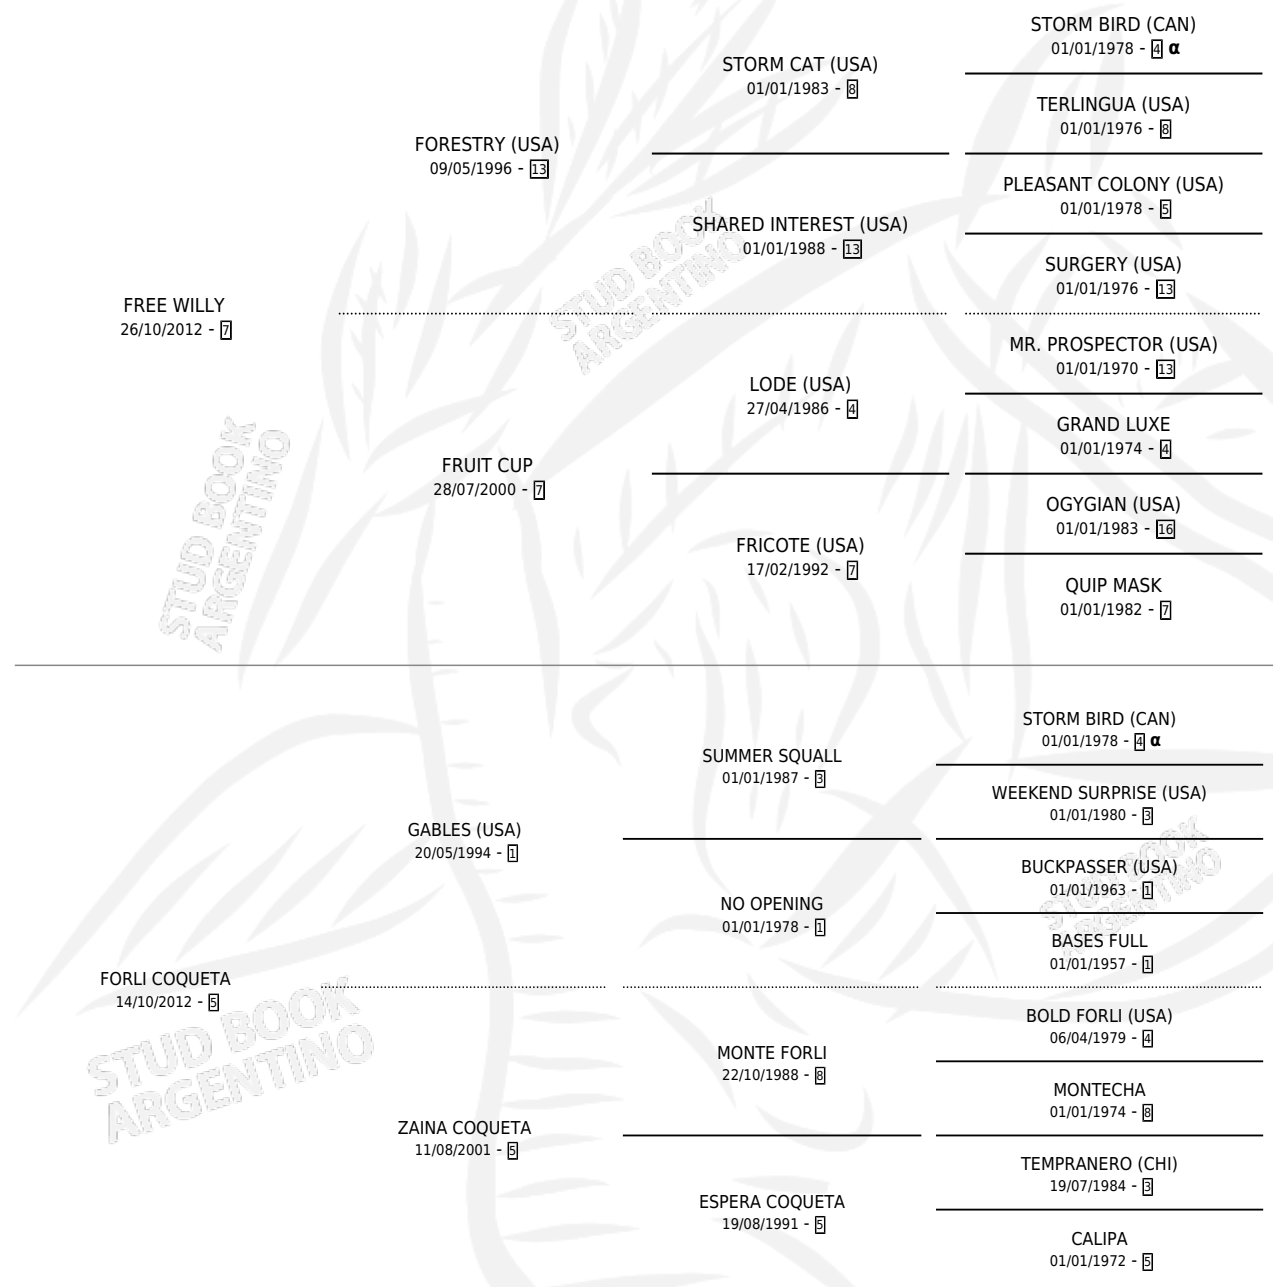 STORM BIRD (CAN)
01/01/1978 - 4 α
STORM CAT (USA)
01/01/1983 - 8
TERLINGUA (USA)
01/01/1976 - 8
FORESTRY (USA)
09/05/1996 - 13
PLEASANT COLONY (USA)
01/01/1978 - 5
SHARED INTEREST (USA)
01/01/1988 - 13
SURGERY (USA)
01/01/1976 - 13
FREE WILLY
26/10/2012 - 7
MR. PROSPECTOR (USA)
01/01/1970 - 13
LODE (USA)
27/04/1986 - 4
GRAND LUXE
01/01/1974 - 4
FRUIT CUP
28/07/2000 - 7
OGYGIAN (USA)
01/01/1983 - 16
FRICOTE (USA)
17/02/1992 - 7
QUIP MASK
01/01/1982 - 7
STORM BIRD (CAN)
01/01/1978 - 4 α
SUMMER SQUALL
01/01/1987 - 3
WEEKEND SURPRISE (USA)
01/01/1980 - 3
GABLES (USA)
20/05/1994 - 1
BUCKPASSER (USA)
01/01/1963 - 1
NO OPENING
01/01/1978 - 1
BASES FULL
01/01/1957 - 1
FORLI COQUETA
14/10/2012 - 5
BOLD FORLI (USA)
06/04/1979 - 4
MONTE FORLI
22/10/1988 - 8
MONTECHA
01/01/1974 - 8
ZAINA COQUETA
11/08/2001 - 5
TEMPRANERO (CHI)
19/07/1984 - 3
ESPERA COQUETA
19/08/1991 - 5
CALIPA
01/01/1972 - 5
STUD BOOK
ARGENTINO
STUD BOOK
ARGENTINO
STUD BOOK
ARGENTINO
STUD BOOK
ARGENTINO